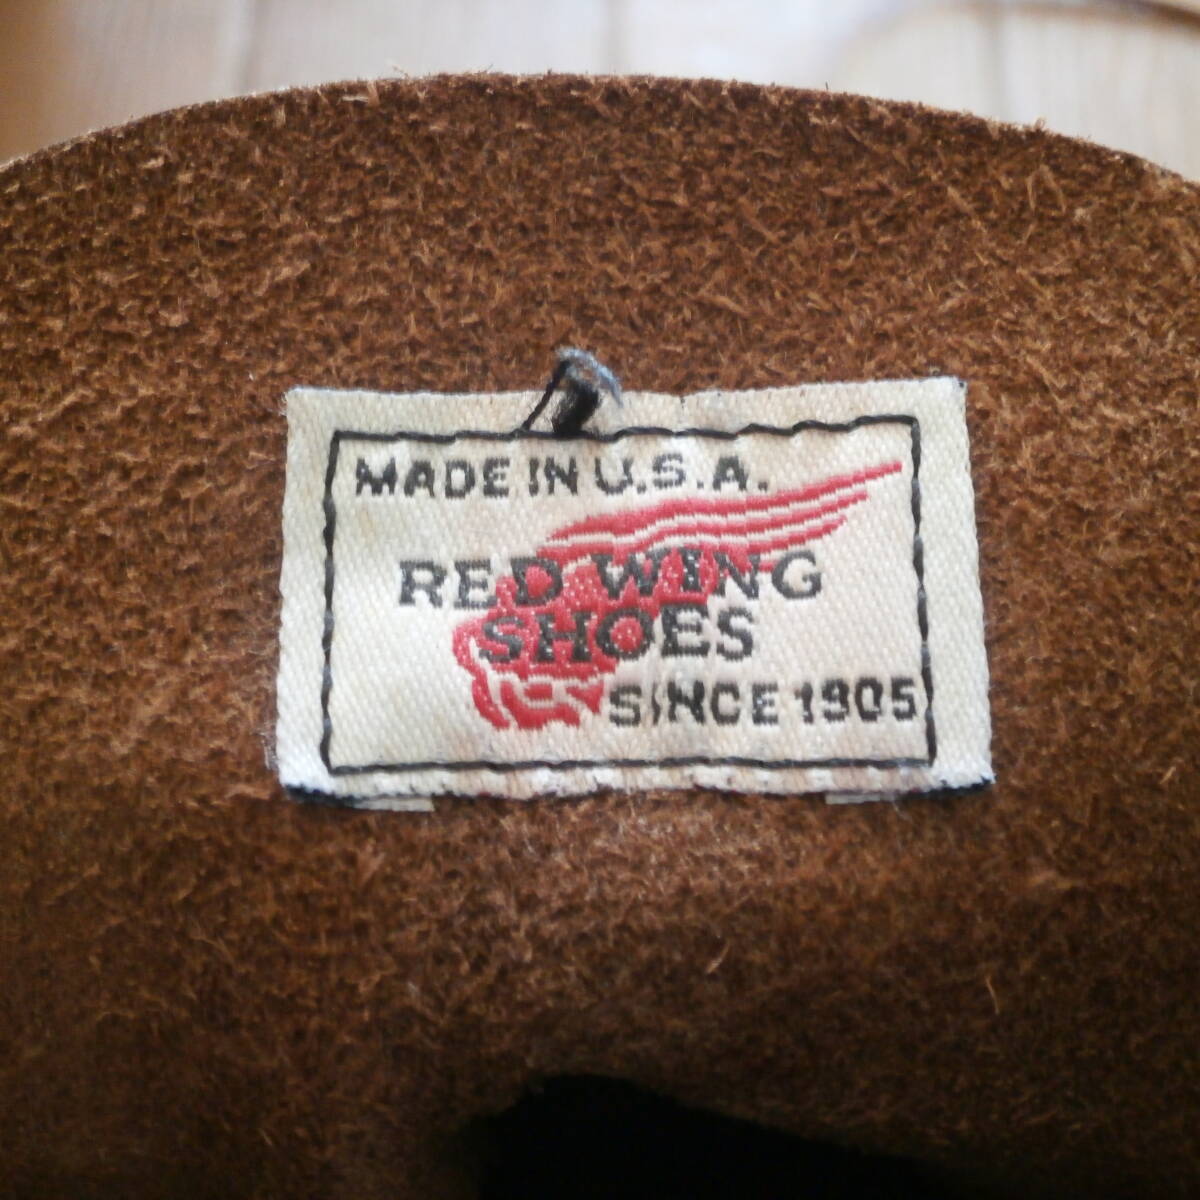 MADE IN U.S.A.
RED WING
SHOES
SINCE 1905